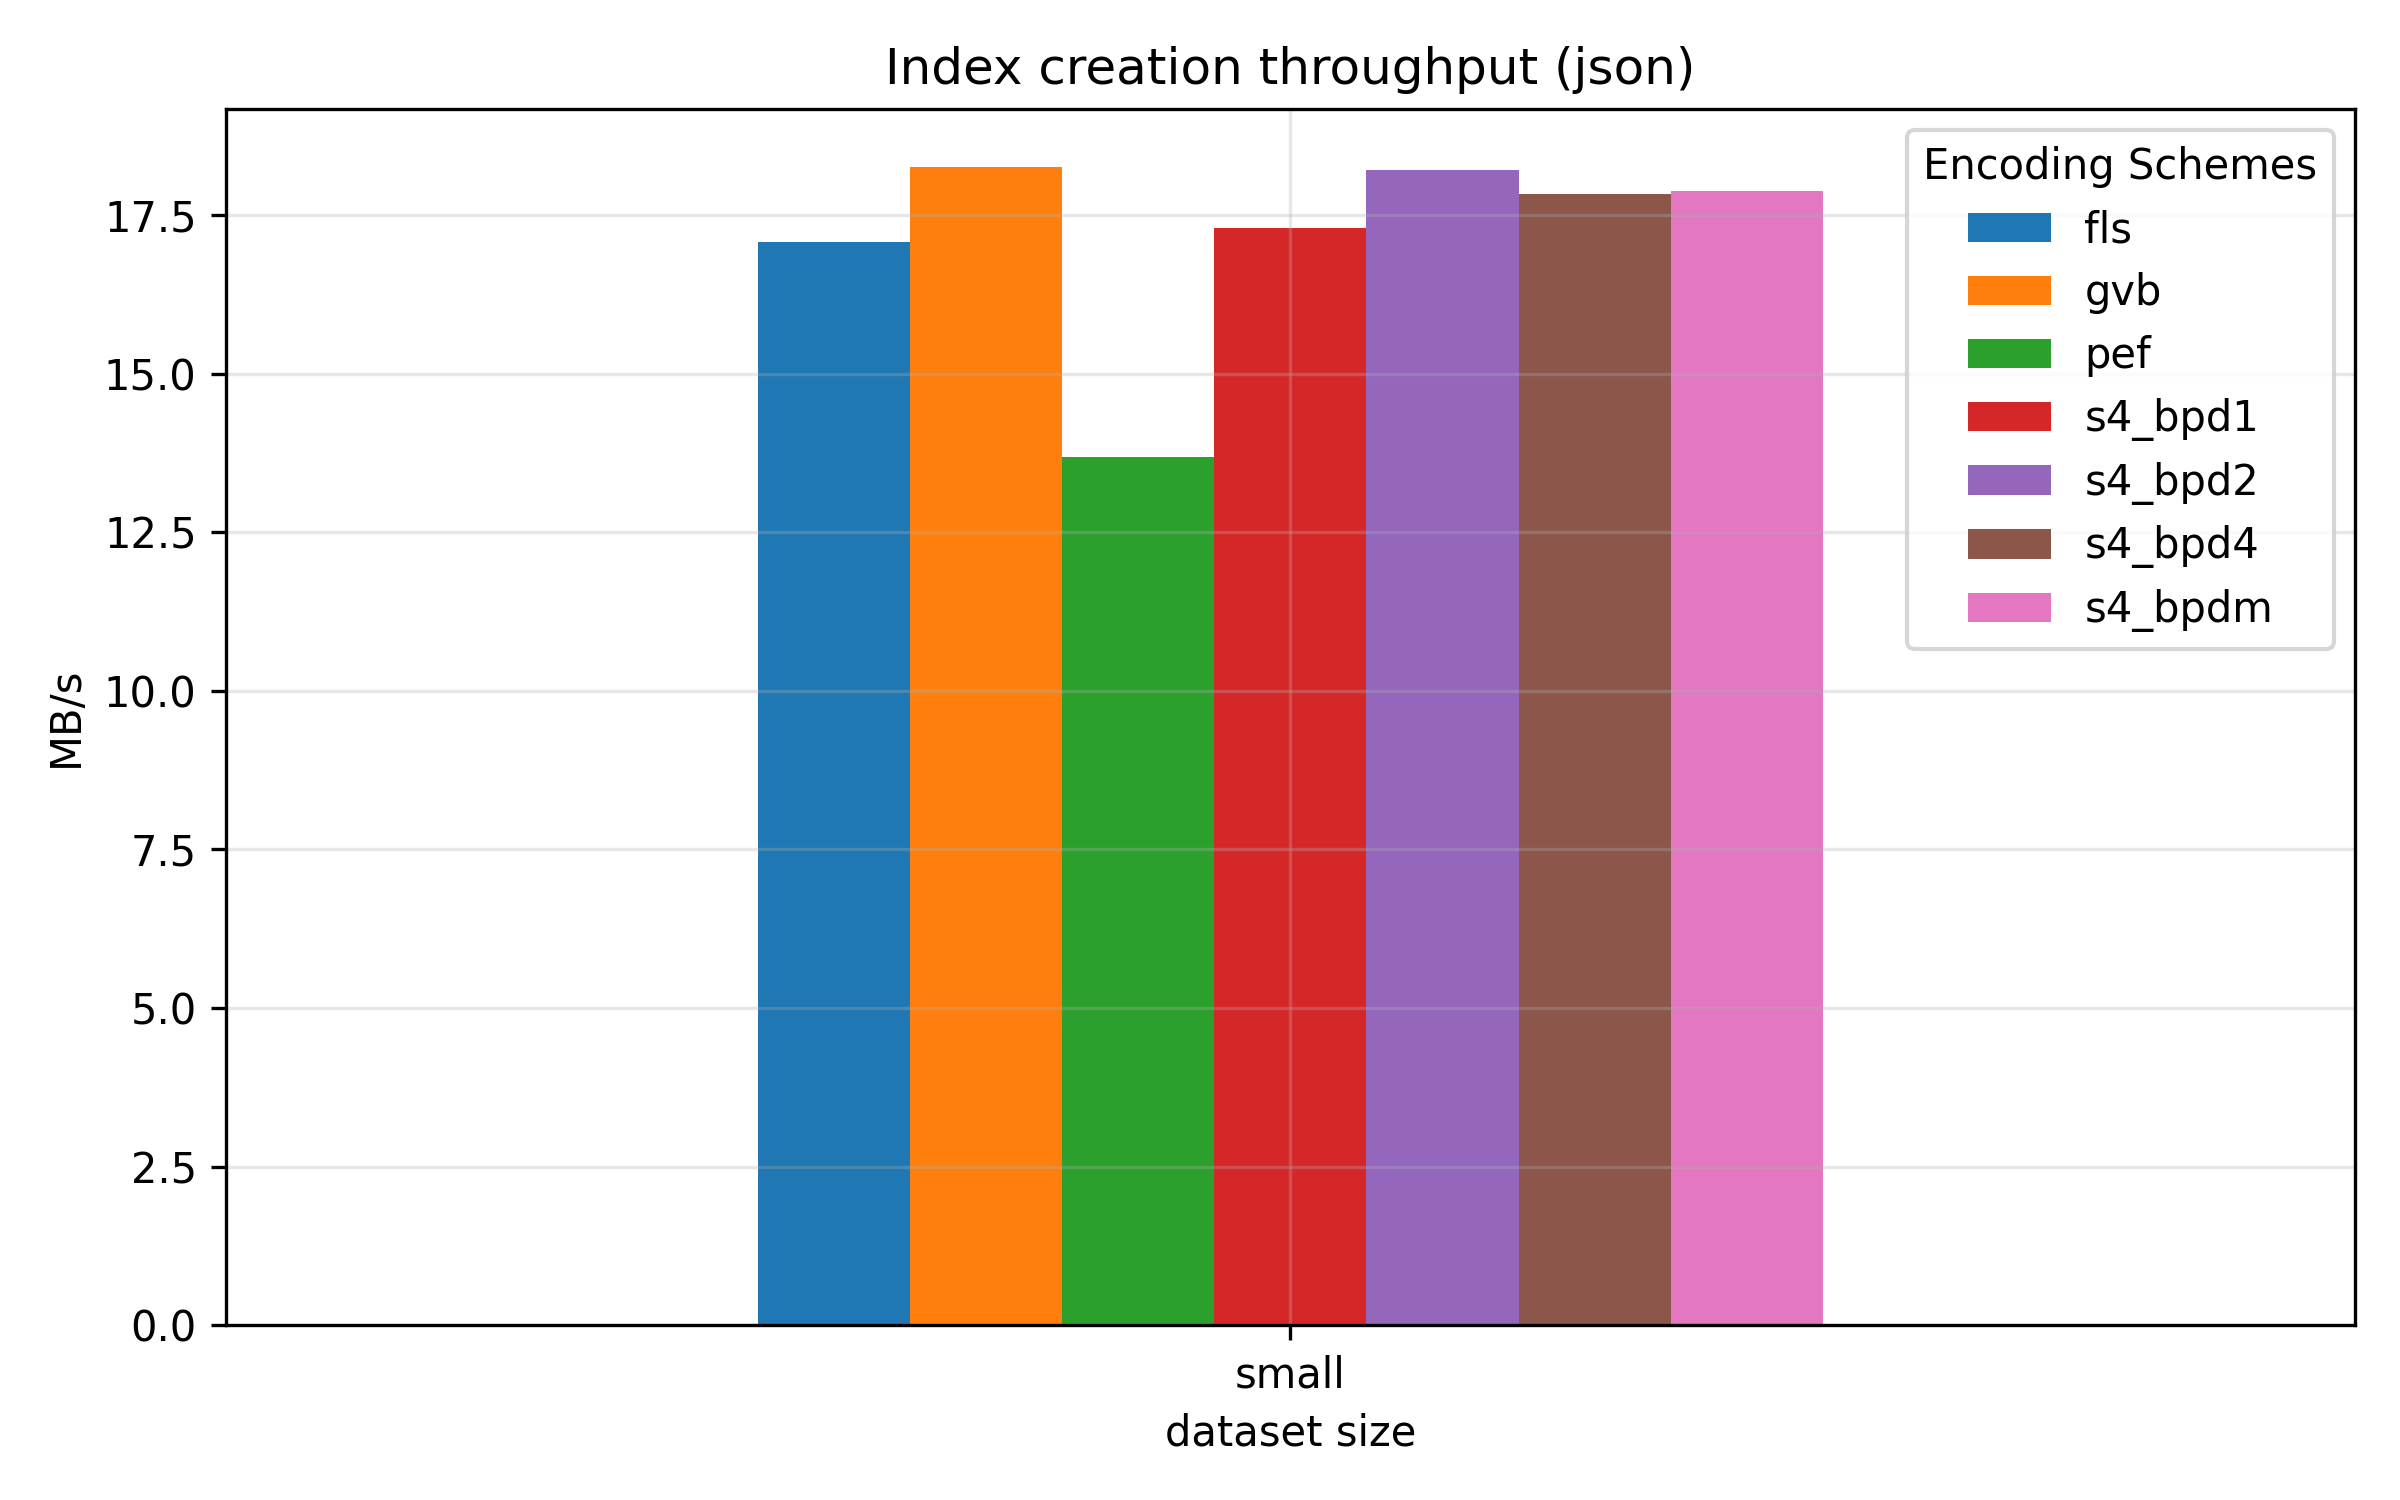 Index creation throughput (json)
MB/s
17.5
15.0
12.5
10.0
7.5
5.0
2.5
0.0
Encoding Schemes
fls
gvb
pef
s4_bpd1
s4_bpd2
s4_bpd4
s4_bpdm
small
dataset size